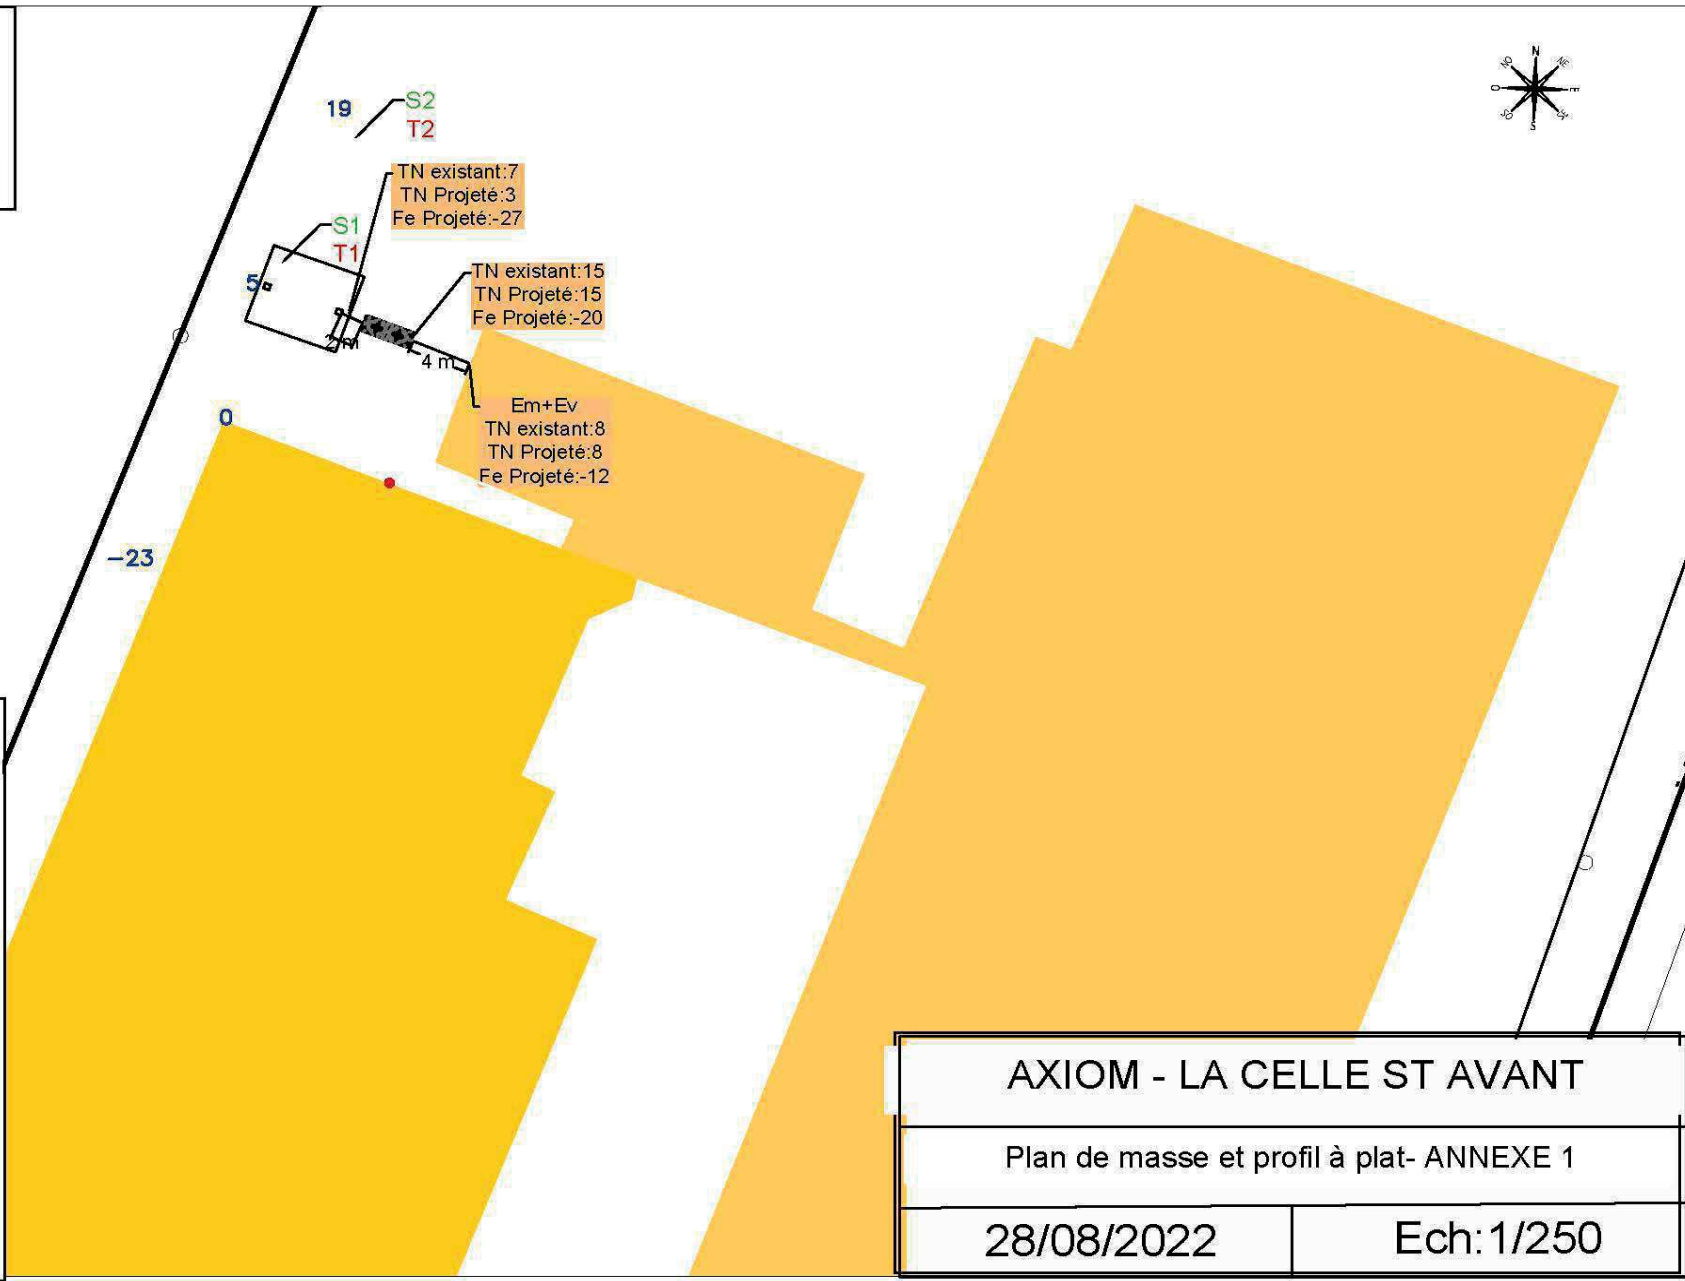 N
NO
NE
O
E
SO
S
19
S2
T2
TN existant:7
TN Projeté:3
Fe Projeté:-27
S1
T1
5
TN existant:15
TN Projeté:15
Fe Projeté:-20
2 m
4 m
0
Em+Ev
TN existant:8
TN Projeté:8
Fe Projeté:-12
-23
AXIOM - LA CELLE ST AVANT
Plan de masse et profil à plat- ANNEXE 1
28/08/2022
Ech:1/250